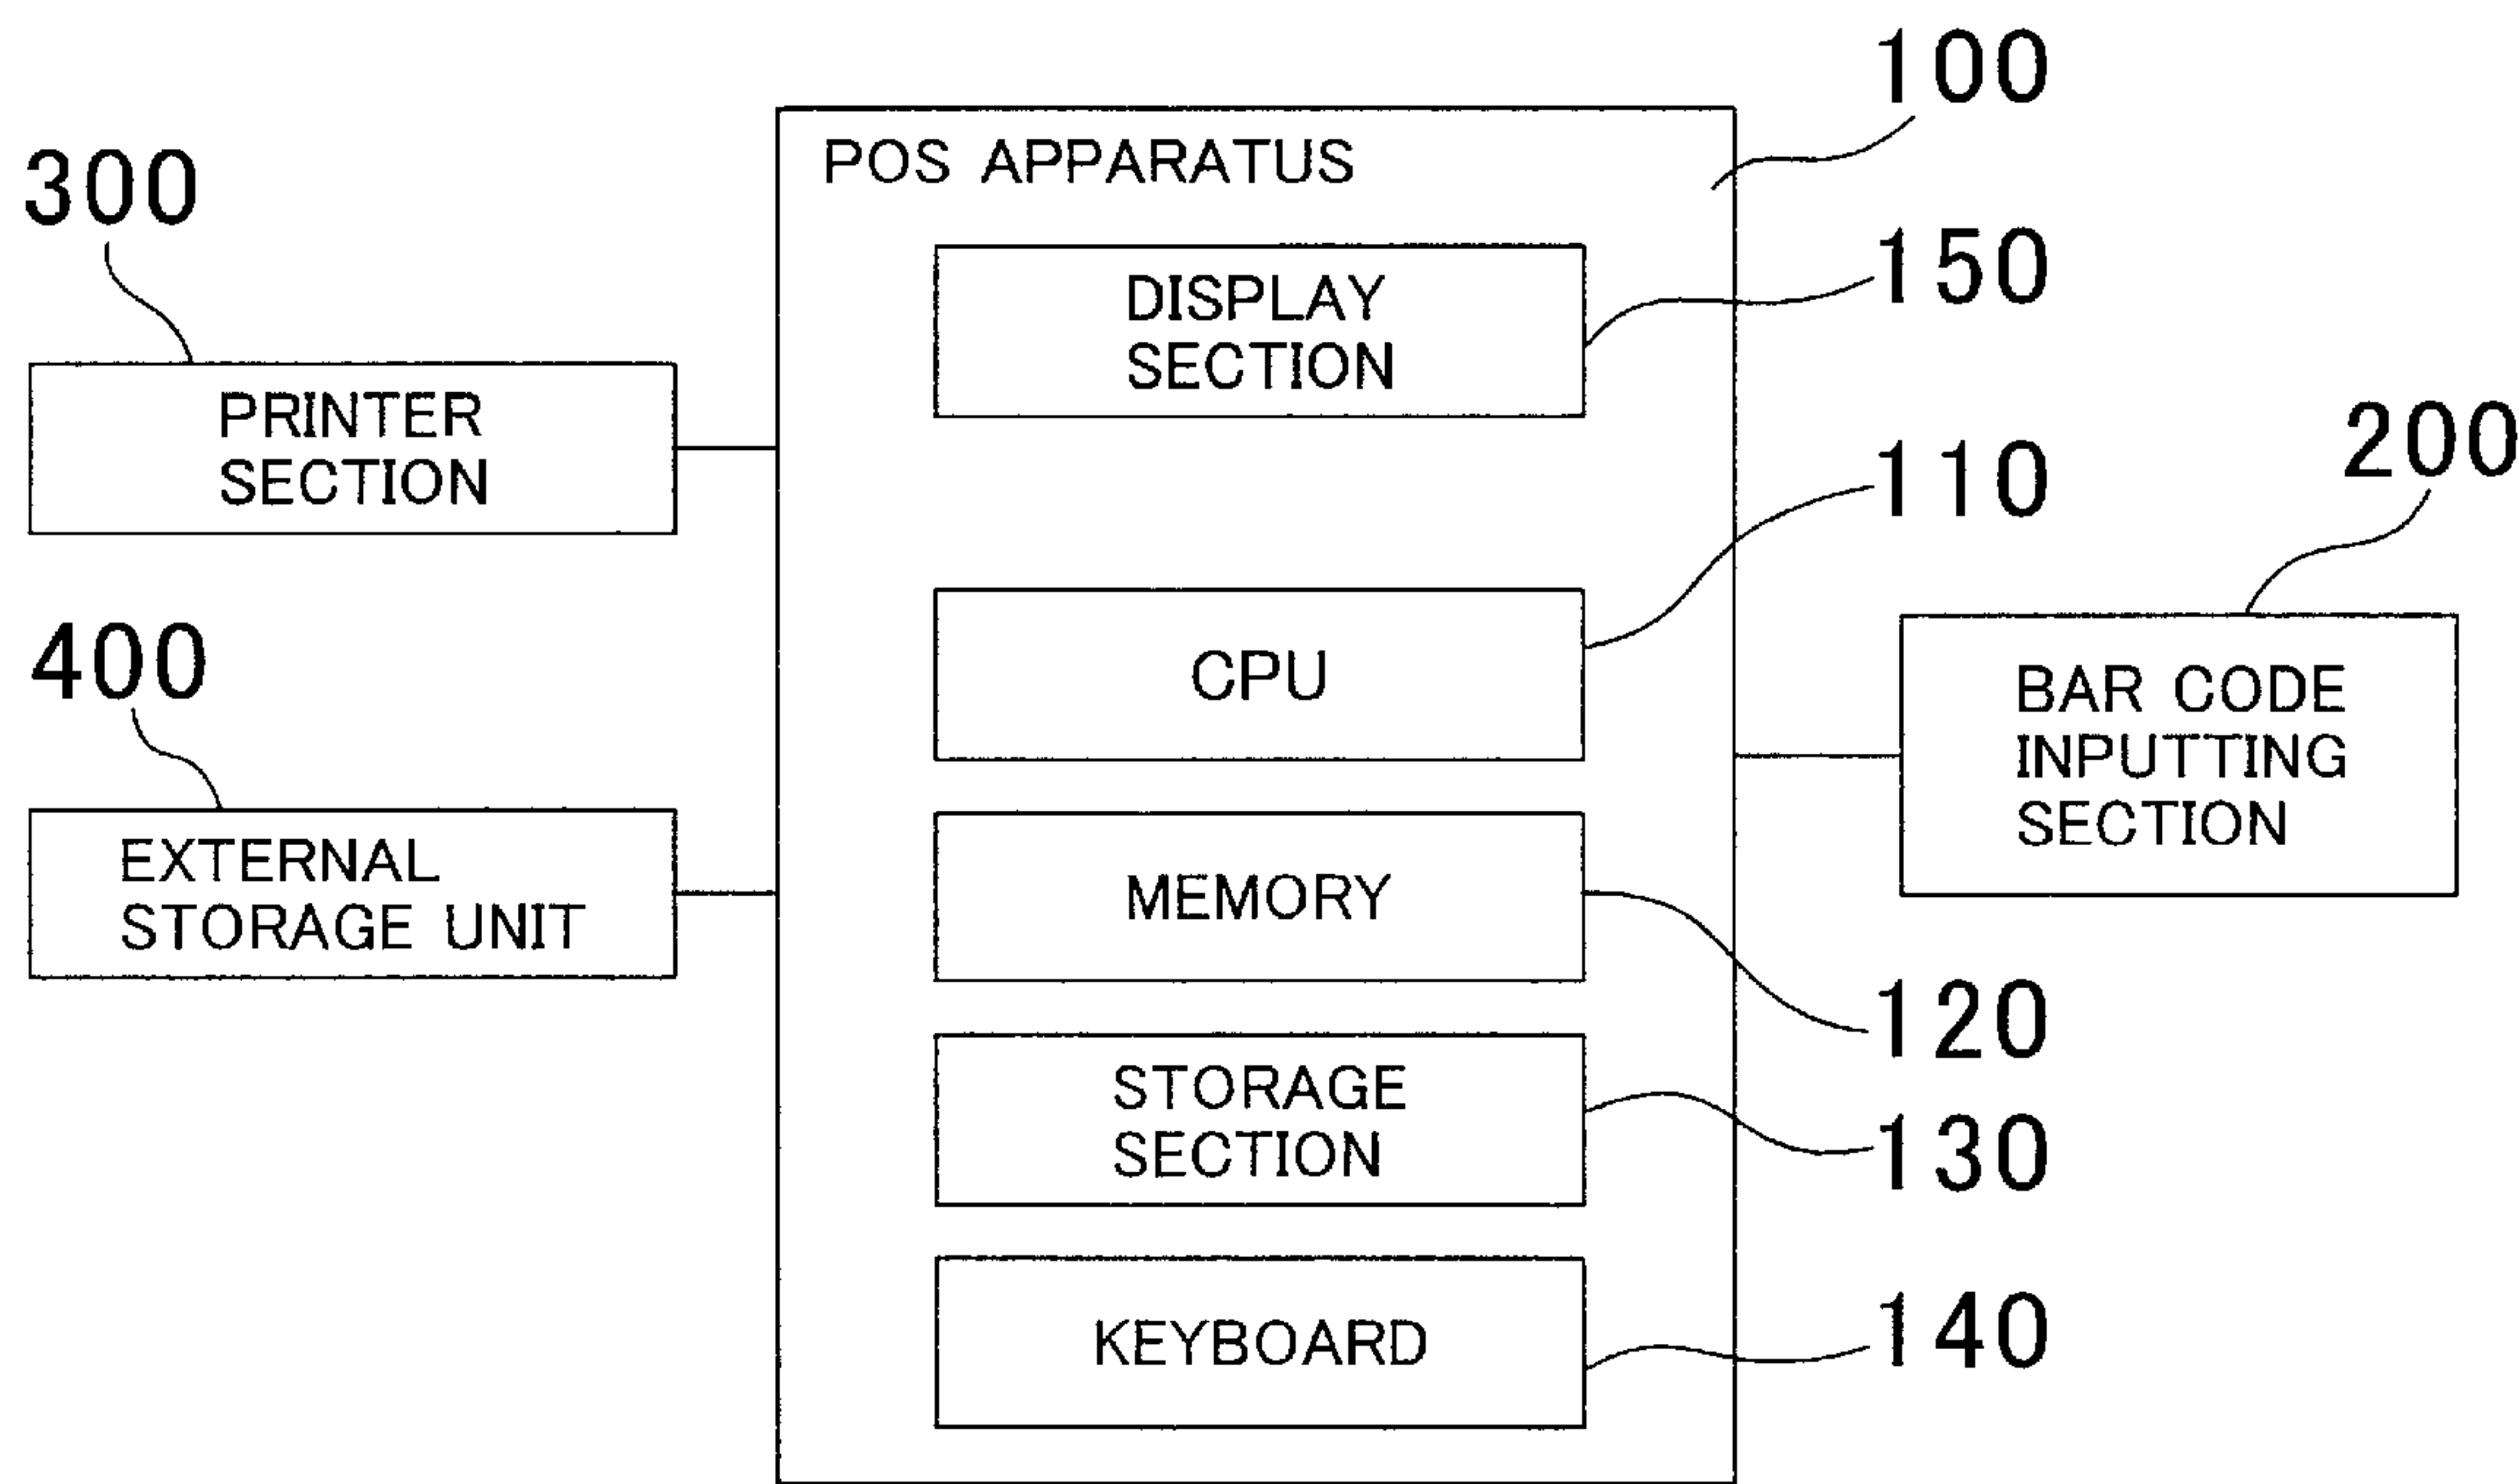 100
POS APPARATUS
300
150
DISPLAY
SECTION
PRINTER
SECTION
200
110
400
CPU
BAR CODE
INPUTTING
SECTION
EXTERNAL
STORAGE UNIT
MEMORY
120
STORAGE
SECTION
130
KEYBOARD
140